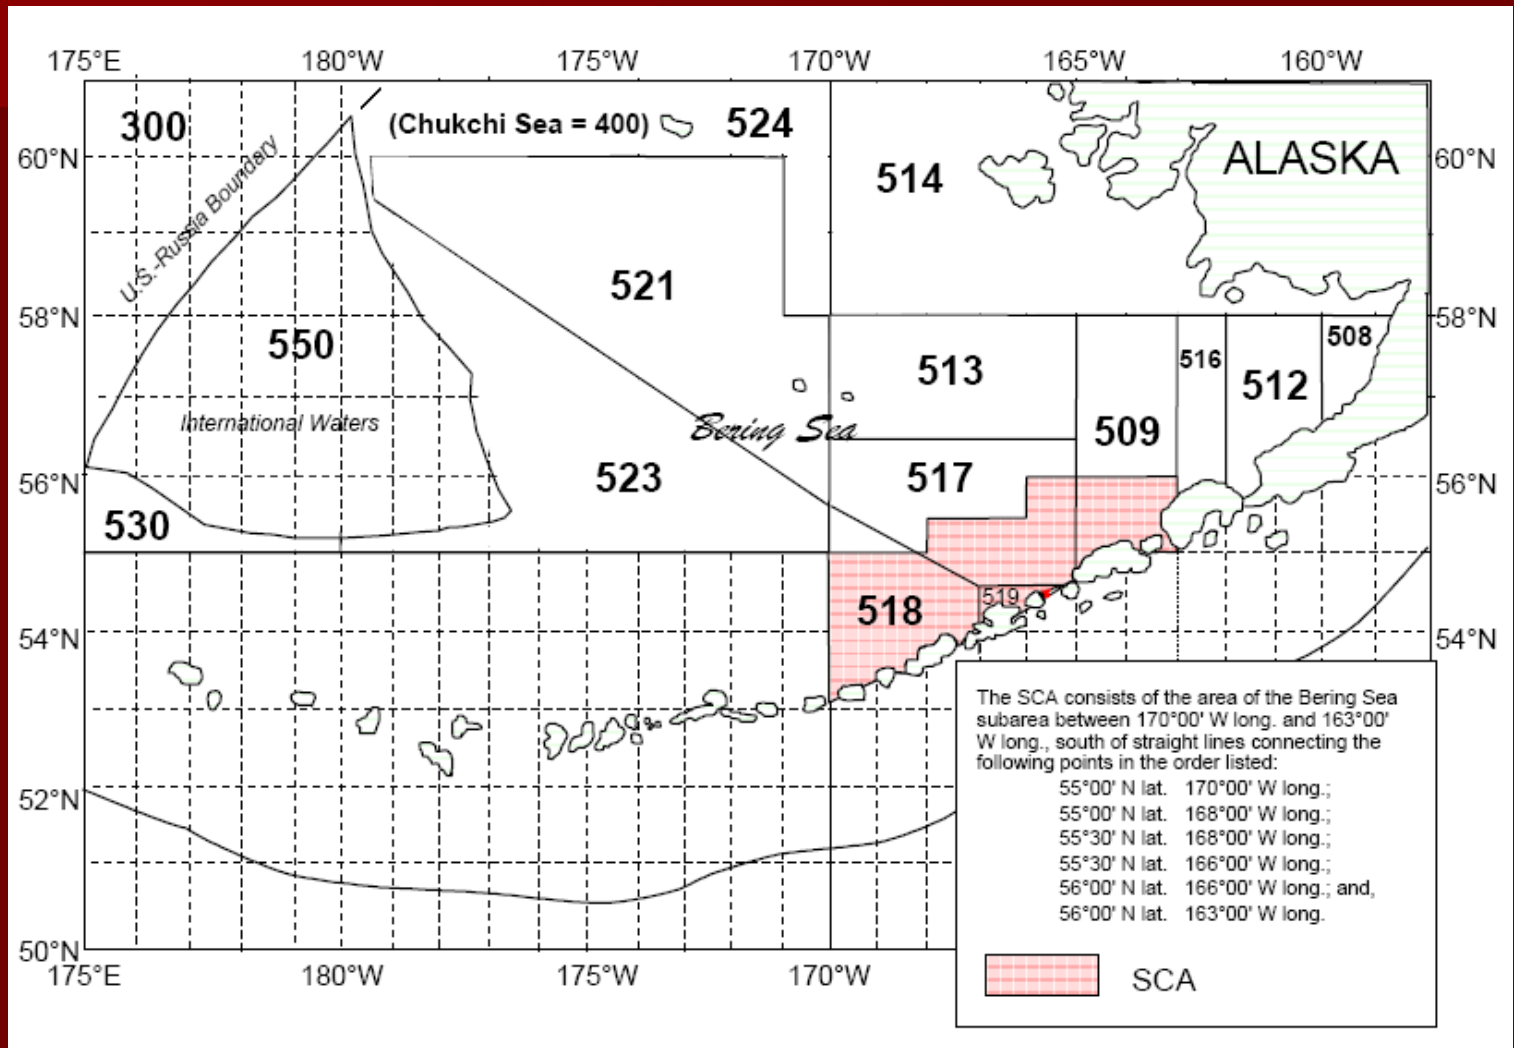 175°E 180°W 175°W 170°W 165°W 160°W
300
(Chukchi Sea = 400)
524
60°N
60°N
ALASKA
514
U.S.-Russia Boundary
521
58°N
58°N
550
508
516
513
512
International Waters
Bering Sea
509
56°N
56°N
523
517
530
519
518
54°N
54°N
The SCA consists of the area of the Bering Sea
subarea between 170°00' W long. and 163°00'
W long., south of straight lines connecting the
following points in the order listed:
55°00' N lat. 170°00' W long.;
55°00' N lat. 168°00' W long.;
55°30' N lat. 168°00' W long.;
55°30' N lat. 166°00' W long.;
56°00' N lat. 166°00' W long.; and,
56°00' N lat. 163°00' W long.
SCA
52°N
50°N
175°E 180°W 175°W 170°W